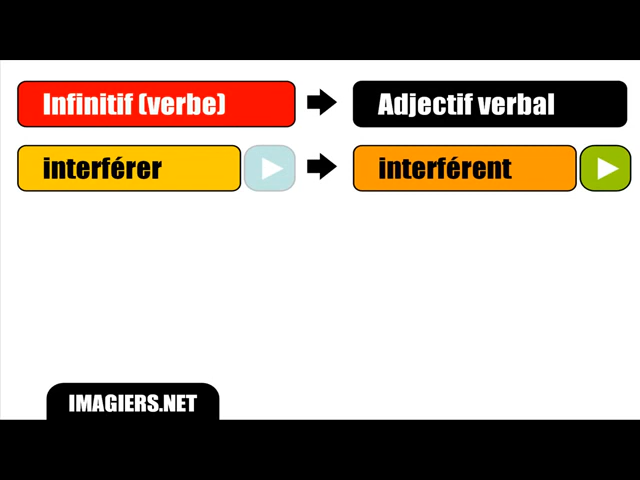 Infinitif (verbe) Adjectif verbal
interférer interférent
IMAGIERS.NET